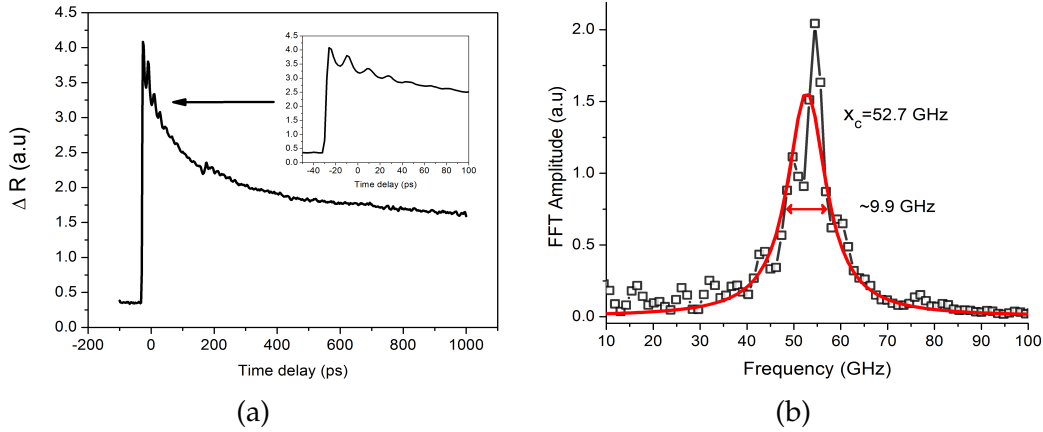 4.5
4.0
3.5
3.0
2.5
2.0
1.5
1.0
0.5
0.0
Δ R (a.u)
-200 0 200 400 600 800 1000
Time delay (ps)
4.5
4.0
3.5
3.0
2.5
2.0
1.5
1.0
0.5
0.0
-40 -20 0 20 40 60 80 100
Time delay (ps)
(a)
2.0
1.5
1.0
0.5
0.0
FFT Amplitude (a.u)
x_c=52.7 GHz
~9.9 GHz
10 20 30 40 50 60 70 80 90 100
Frequency (GHz)
(b)